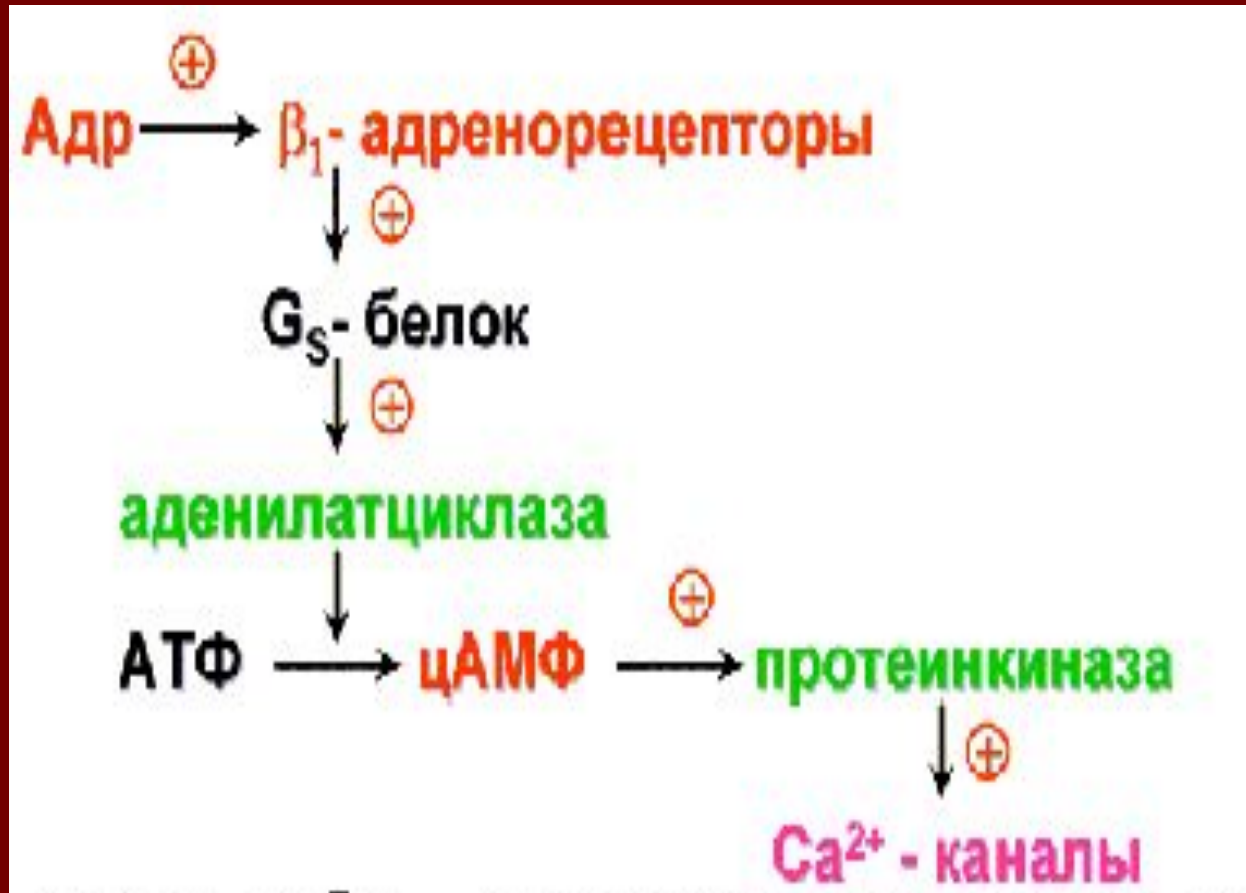 Адр β₁- адренорецепторы
Gₛ- белок
аденилатциклаза
АТФ цАМФ протеинкиназа
Ca²⁺ - каналы